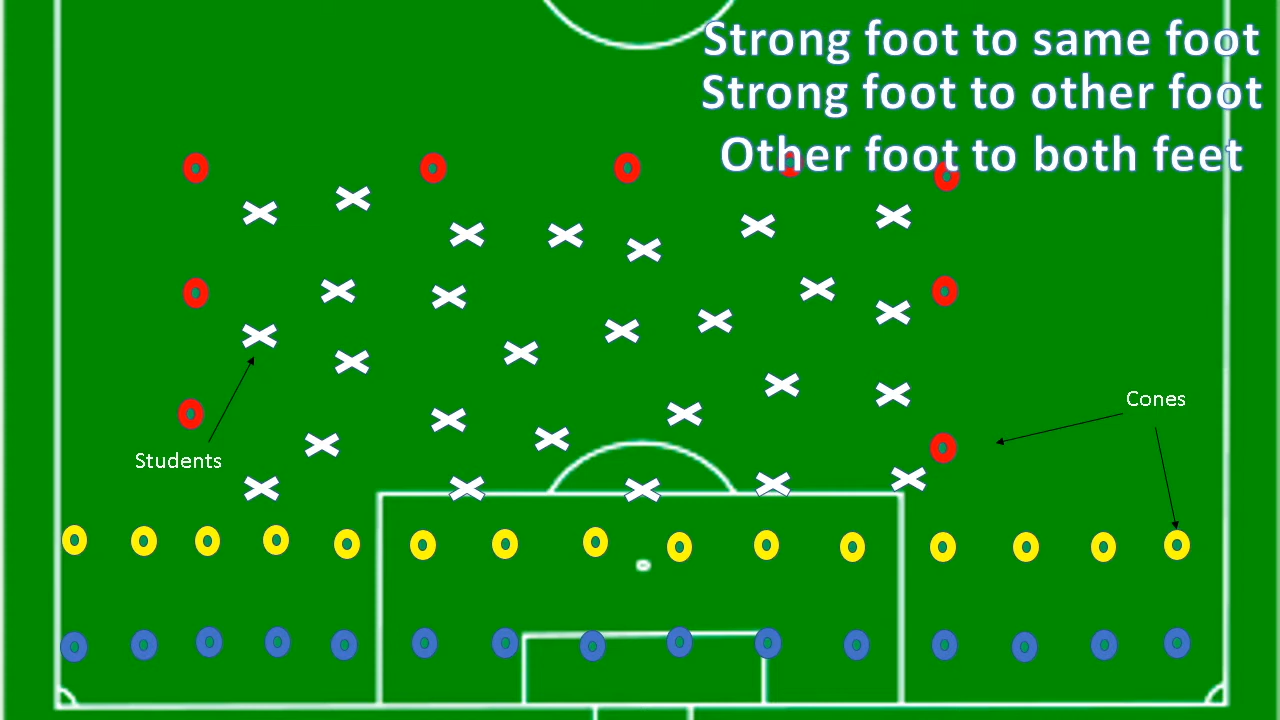 Strong foot to same foot
Strong foot to other foot
Other foot to both feet
Cones
Students